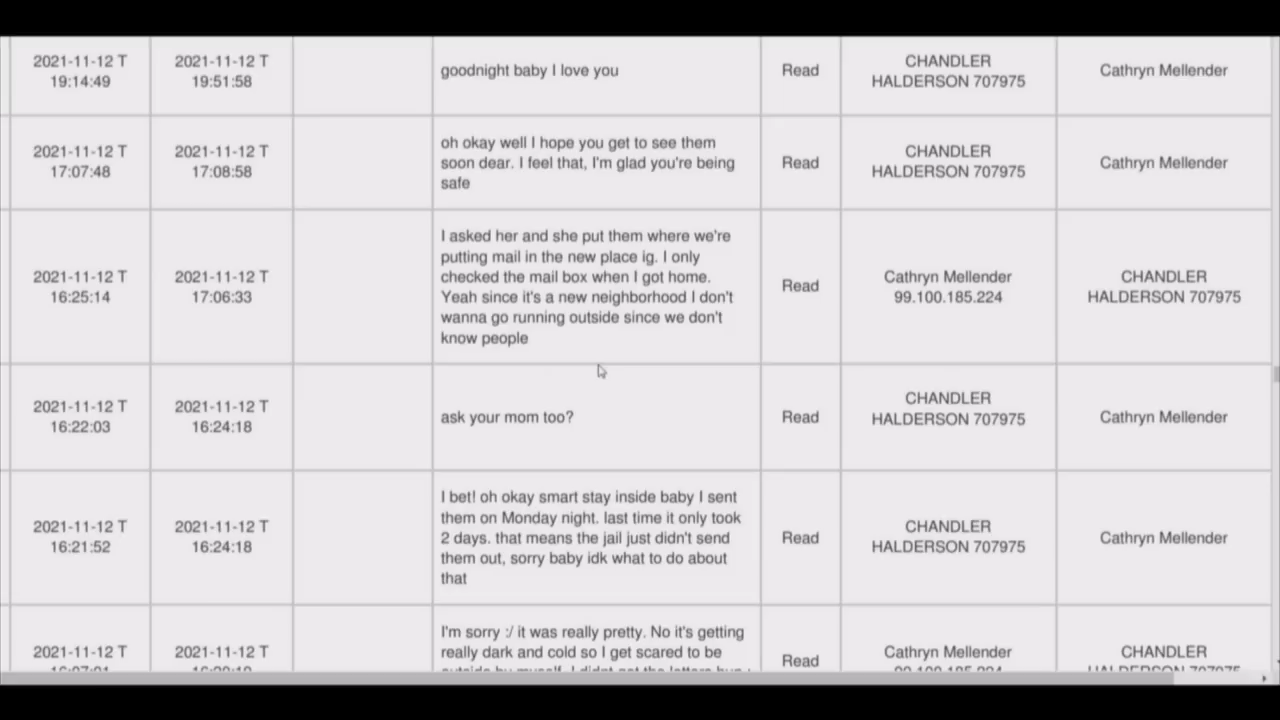 2021-11-12 T
19:14:49
2021-11-12 T
19:51:58
goodnight baby I love you
Read
CHANDLER
HALDERSON 707975
Cathryn Mellender
2021-11-12 T
17:07:48
2021-11-12 T
17:08:58
oh okay well I hope you get to see them
soon dear. I feel that, I'm glad you're being
safe
Read
CHANDLER
HALDERSON 707975
Cathryn Mellender
2021-11-12 T
16:25:14
2021-11-12 T
17:06:33
I asked her and she put them where we're
putting mail in the new place ig. I only
checked the mail box when I got home.
Yeah since it's a new neighborhood I don't
wanna go running outside since we don't
know people
Read
Cathryn Mellender
99.100.185.224
CHANDLER
HALDERSON 707975
2021-11-12 T
16:22:03
2021-11-12 T
16:24:18
ask your mom too?
Read
CHANDLER
HALDERSON 707975
Cathryn Mellender
2021-11-12 T
16:21:52
2021-11-12 T
16:24:18
I bet! oh okay smart stay inside baby I sent
them on Monday night. last time it only took
2 days. that means the jail just didn't send
them out, sorry baby idk what to do about
that
Read
CHANDLER
HALDERSON 707975
Cathryn Mellender
2021-11-12 T
2021-11-12 T
I'm sorry :/ it was really pretty. No it's getting
really dark and cold so I get scared to be
Read
Cathryn Mellender
99.100.185.224
CHANDLER
HALDERSON 707975